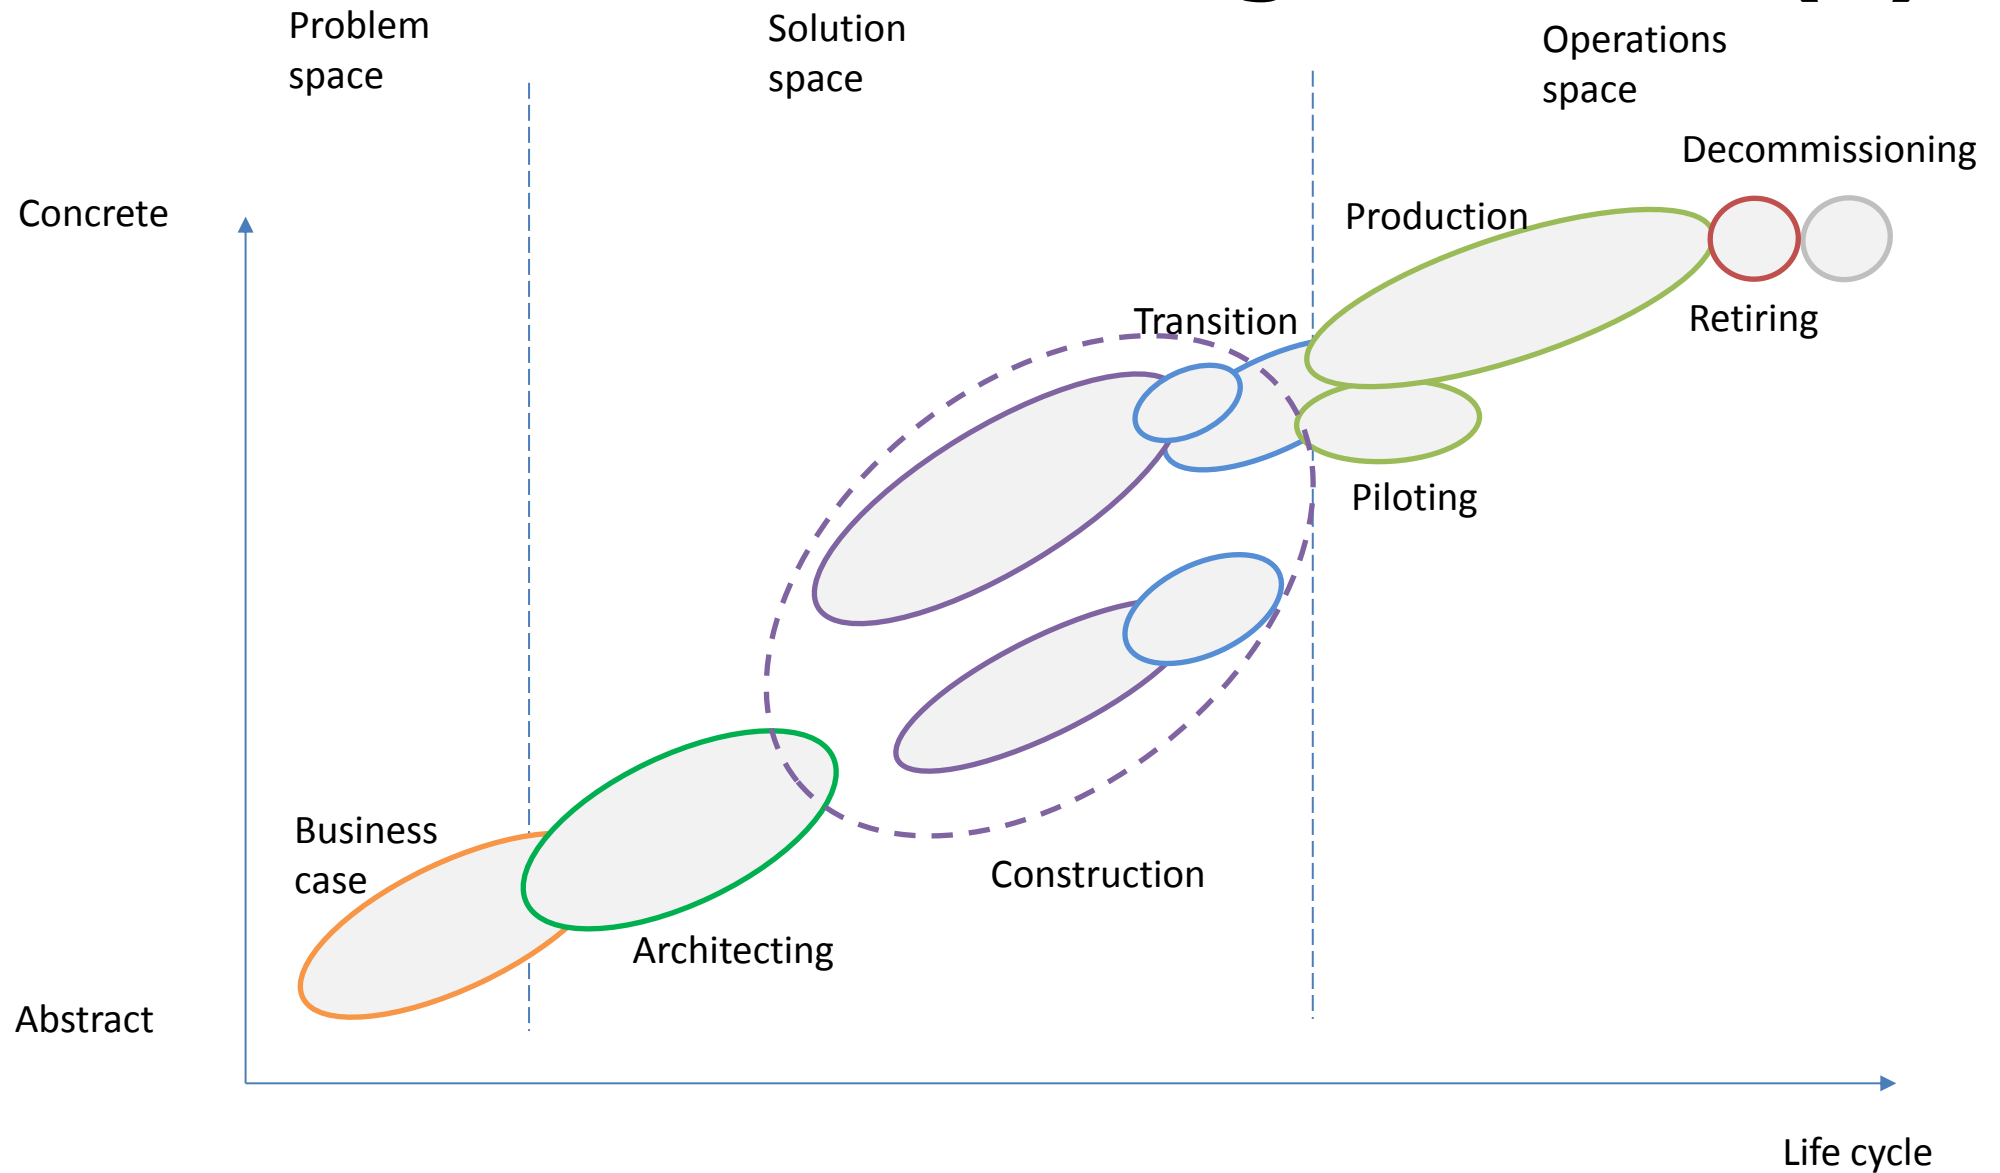 Problem
space
Solution
space
Operations
space
Decommissioning
Concrete
Production
Transition
Retiring
Piloting
Business
case
Construction
Architecting
Abstract
Life cycle